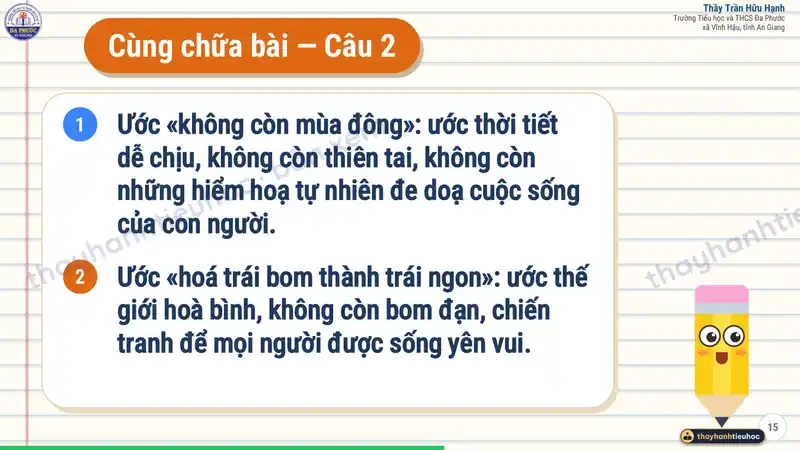 ĐA PHƯỚC
Thầy Trần Hữu Hạnh
Trường Tiểu học và THCS Đa Phước
xã Vĩnh Hậu, tỉnh An Giang
Cùng chữa bài – Câu 2
1
Ước «không còn mùa đông»: ước thời tiết
dễ chịu, không còn thiên tai, không còn
những hiểm hoạ tự nhiên đe doạ cuộc sống
của con người.
2
Ước «hoá trái bom thành trái ngon»: ước thế
giới hoà bình, không còn bom đạn, chiến
tranh để mọi người được sống yên vui.
thayhanhtieuhoc
15